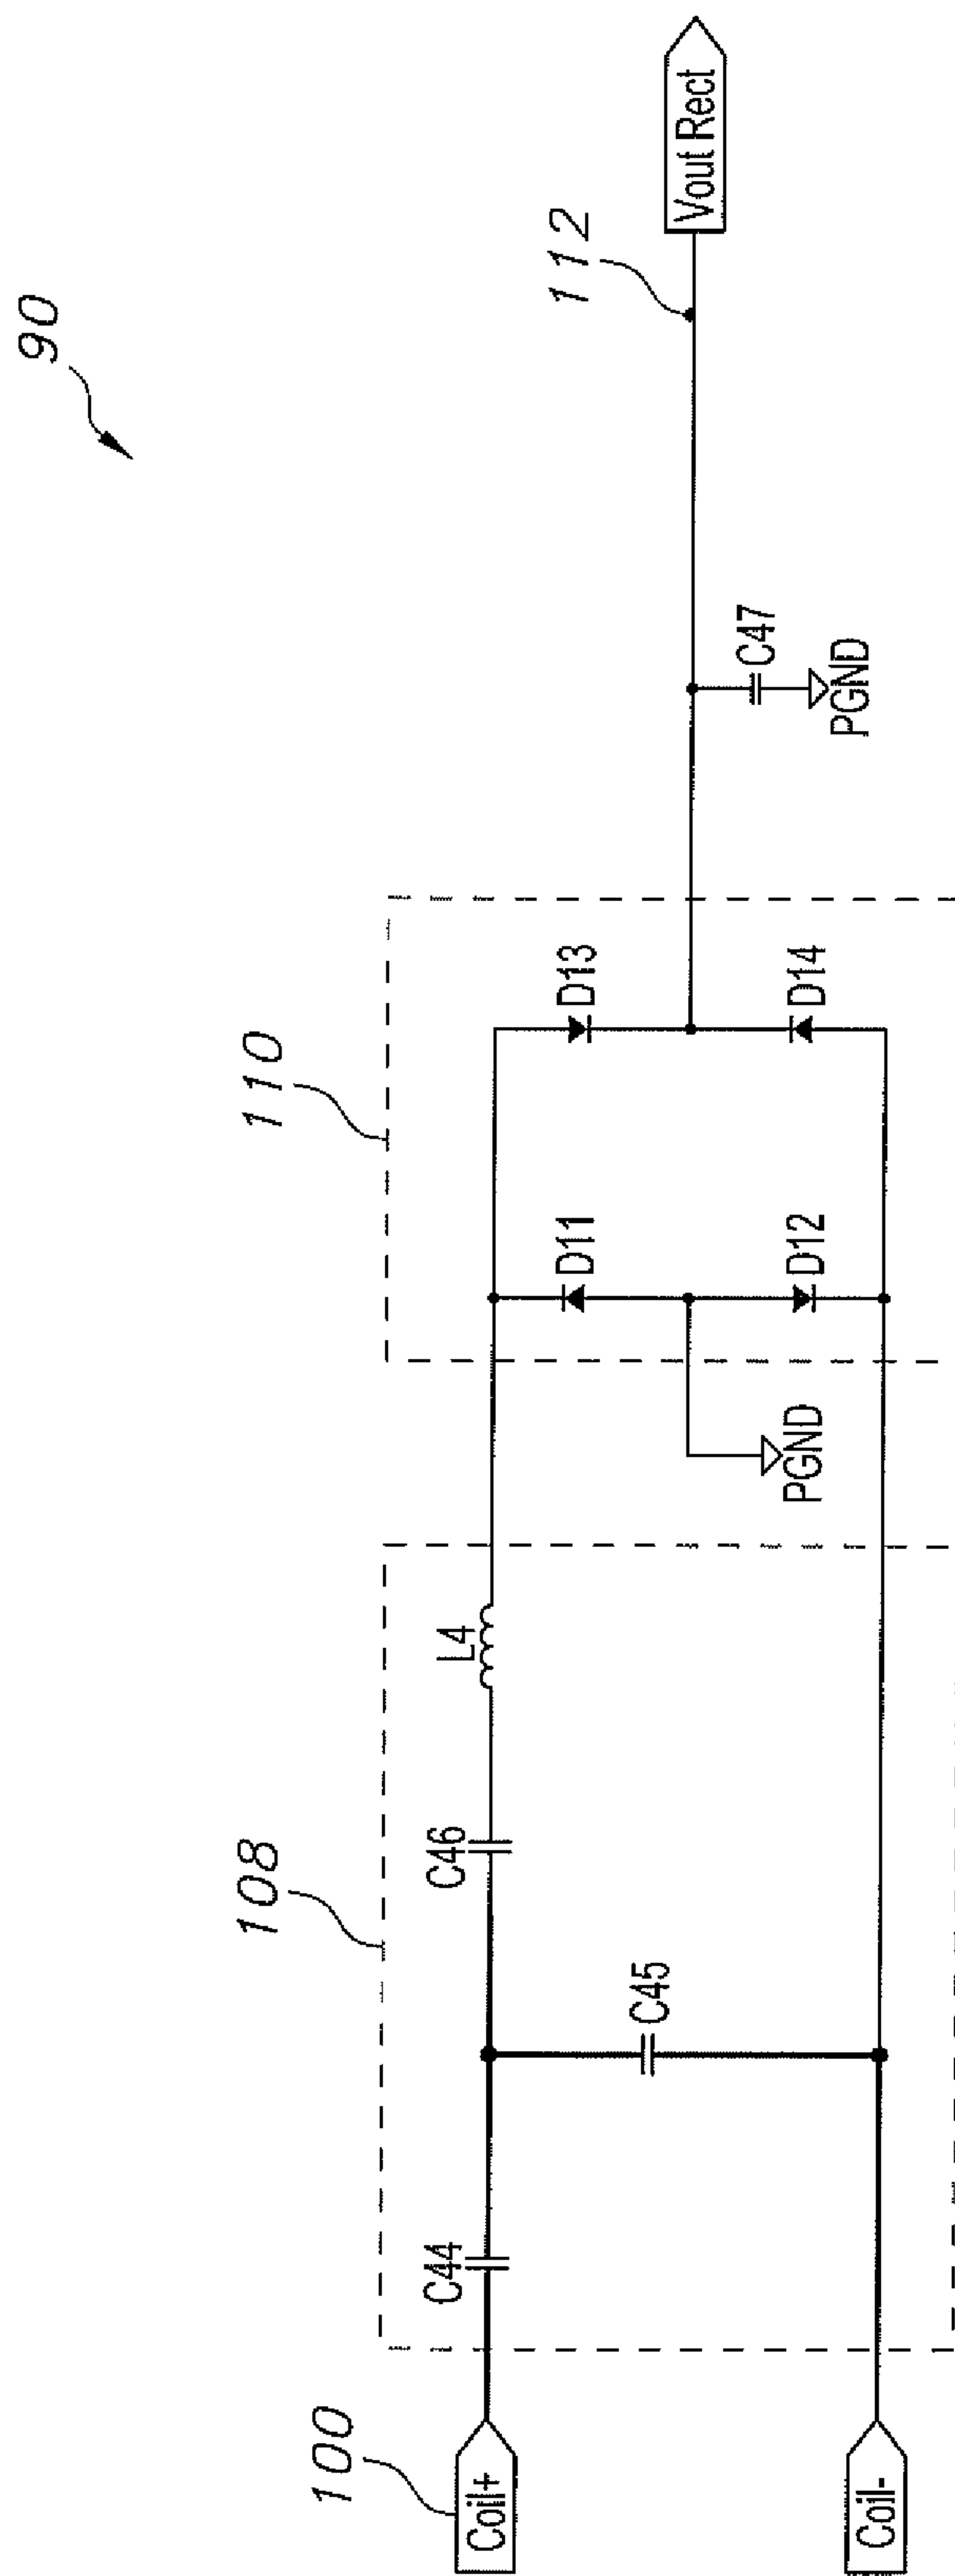 90
100
Coil+
Coil-
108
C44
C45
C46
L4
PGND
110
D11
D12
D13
D14
C47
PGND
112
Vout Rect